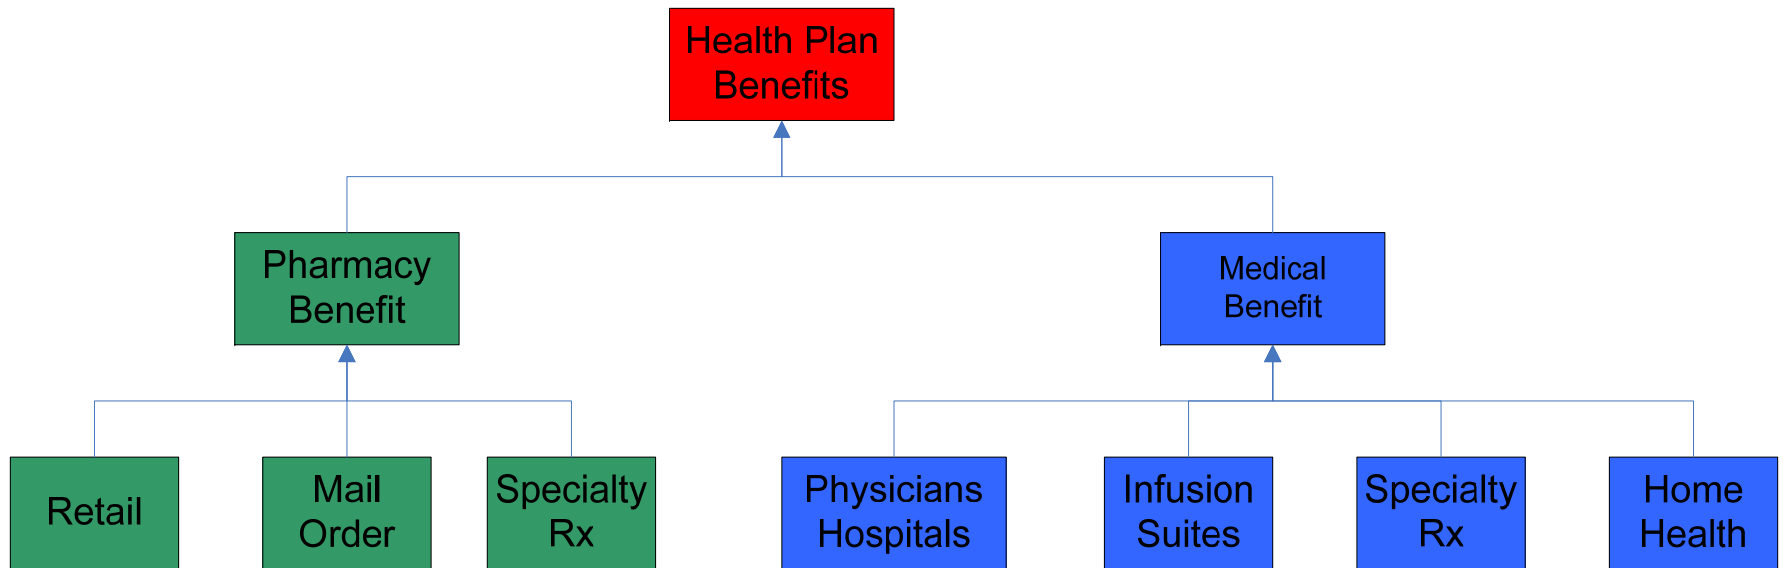 Health Plan
Benefits
Pharmacy
Benefit
Medical
Benefit
Retail
Mail
Order
Specialty
Rx
Physicians
Hospitals
Infusion
Suites
Specialty
Rx
Home
Health